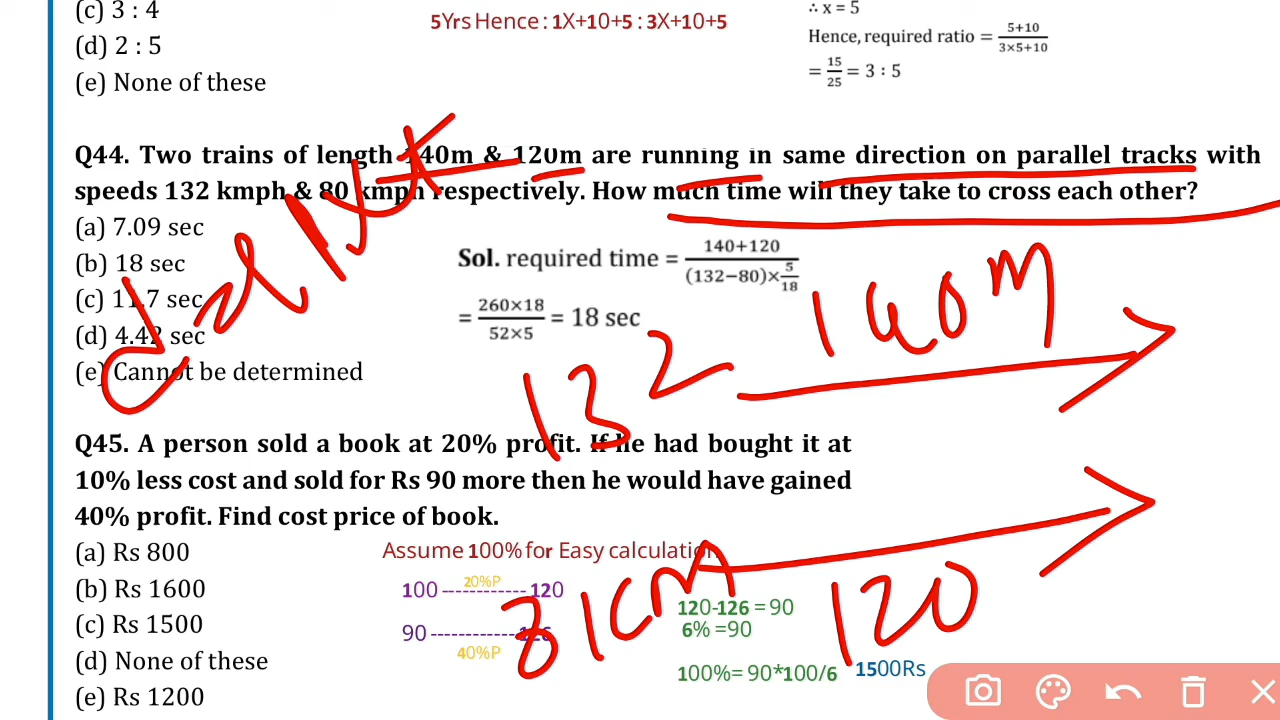 (c) 3 : 4
(d) 2 : 5
(e) None of these
5Yrs Hence : 1X+10+5 : 3X+10+5
∴ x = 5
Hence, required ratio = 5+10/3×5+10
= 15/25 = 3 : 5
Q44. Two trains of length 140m & 120m are running in same direction on parallel tracks with
speeds 132 kmph & 80 kmph respectively. How much time will they take to cross each other?
(a) 7.09 sec
(b) 18 sec
(c) 11.7 sec
(d) 4.42 sec
(e) Cannot be determined
Sol. required time = 140+120/(132−80)×5/18
= 260×18/52×5 = 18 sec
140M
132
120
Q45. A person sold a book at 20% profit. If he had bought it at
10% less cost and sold for Rs 90 more then he would have gained
40% profit. Find cost price of book.
(a) Rs 800
(b) Rs 1600
(c) Rs 1500
(d) None of these
(e) Rs 1200
Assume 100% for Easy calculation
100 ------------ 120
20%P
90 ------------- 126
40%P
120-126 = 90
6% =90
100%= 90*100/6
1500Rs